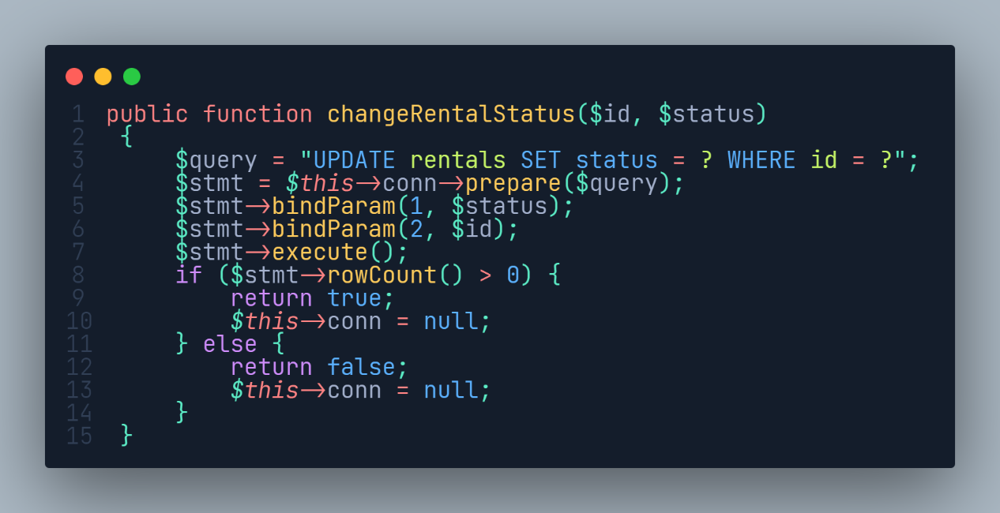 1 public function changeRentalStatus($id, $status)
2 {
3 $query = "UPDATE rentals SET status = ? WHERE id = ?";
4 $stmt = $this->conn->prepare($query);
5 $stmt->bindParam(1, $status);
6 $stmt->bindParam(2, $id);
7 $stmt->execute();
8 if ($stmt->rowCount() > 0) {
9 return true;
10 $this->conn = null;
11 } else {
12 return false;
13 $this->conn = null;
14 }
15 }